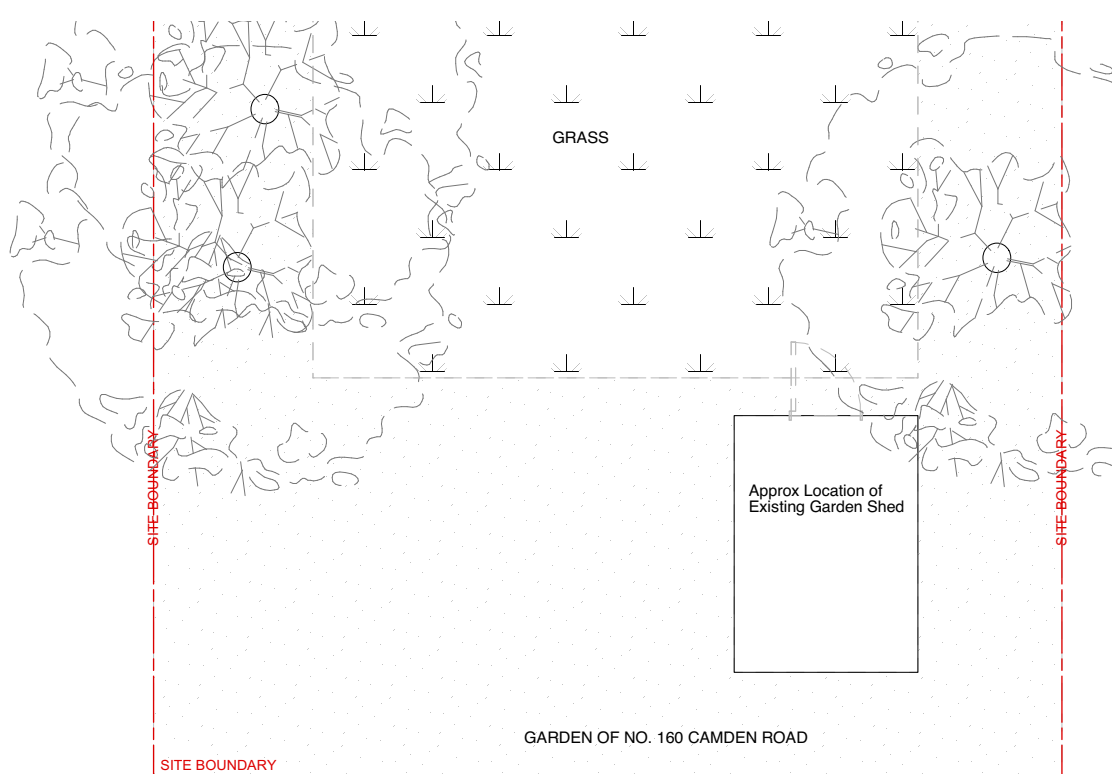 GRASS
SITE BOUNDARY
SITE BOUNDARY
Approx Location of
Existing Garden Shed
GARDEN OF NO. 160 CAMDEN ROAD
SITE BOUNDARY